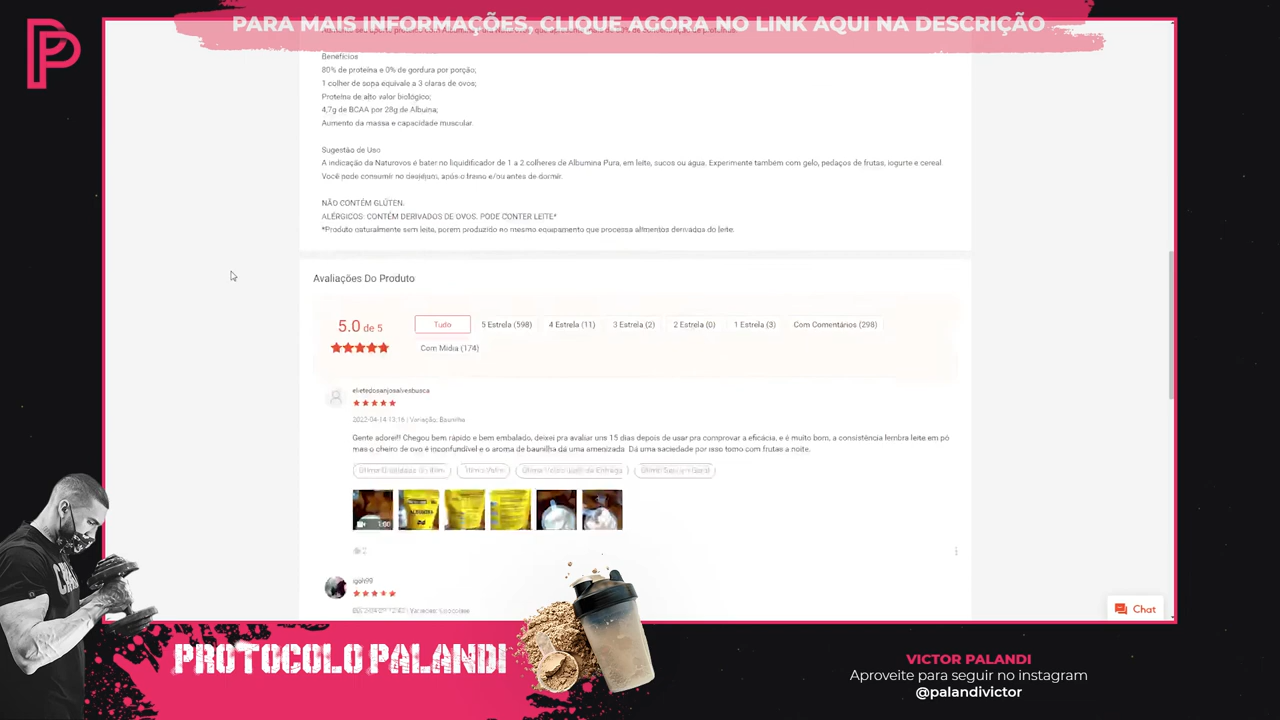 PARA MAIS INFORMAÇÕES, CLIQUE AGORA NO LINK AQUI NA DESCRIÇÃO
Benefícios
80% de proteína e 0% de gordura por porção;
1 colher de sopa equivale a 3 claras de ovos;
Proteína de alto valor biológico;
4,7g de BCAA por 28g de Albuina;
Aumento da massa e capacidade muscular.
Sugestão de Uso
A indicação da Naturovos é bater no liquidificador de 1 a 2 colheres de Albumina Pura, em leite, sucos ou água. Experimente também com gelo, pedaços de frutas, iogurte e cereal
Você pode consumir no desjejum, após o treino e/ou antes de dormir.
NÃO CONTÉM GLÚTEN.
ALÉRGICOS: CONTÉM DERIVADOS DE OVOS. PODE CONTER LEITE*
*Produto naturalmente sem leite, porem produzido no mesmo equipamento que processa alimentos derivados do leite.
Avaliações Do Produto
5.0 de 5
Tudo
5 Estrela (598)
4 Estrela (11)
3 Estrela (2)
2 Estrela (0)
1 Estrela (3)
Com Comentários (298)
Com Mídia (174)
elietedosanjosalvesbusca
2022-04-14 13:16 | Variação: Baunilha
Gente adorei!! Chegou bem rápido e bem embalado, deixei pra avaliar uns 15 dias depois de usar pra comprovar a eficácia, e é muito bom, a consistência lembra leite em pó
mas o cheiro de ovo é inconfundível e o aroma de baunilha dá uma amenizada. Dá uma saciedade por isso tomo com frutas a noite.
ALBUMINA
1:00
igoh99
Chat
PROTOCOLO PALANDI
VICTOR PALANDI
Aproveite para seguir no instagram
@palandivictor